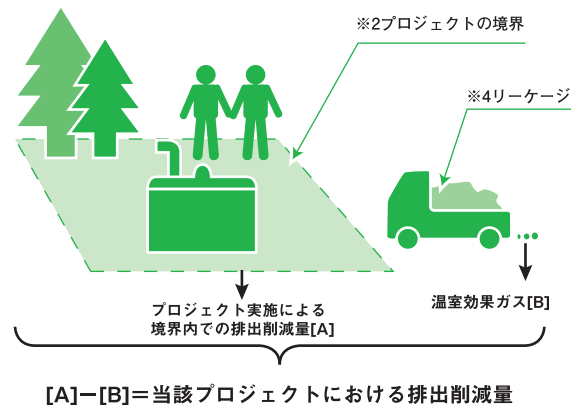 ※2プロジェクトの境界
※4リーケージ
プロジェクト実施による
境界内での排出削減量[A]
温室効果ガス[B]
[A]ー[B]＝当該プロジェクトにおける排出削減量